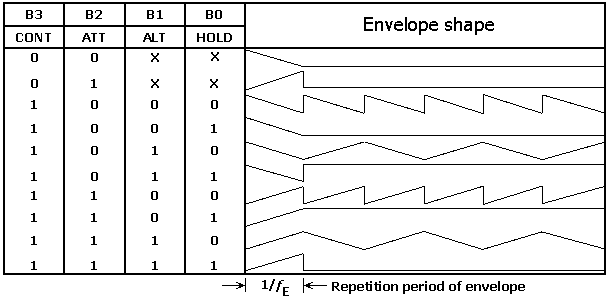 B3 B2 B1 B0 Envelope shape
CONT ATT ALT HOLD
0 0 X X
0 1 X X
1 0 0 0
1 0 0 1
1 0 1 0
1 0 1 1
1 1 0 0
1 1 0 1
1 1 1 0
1 1 1 1
1/fE Repetition period of envelope